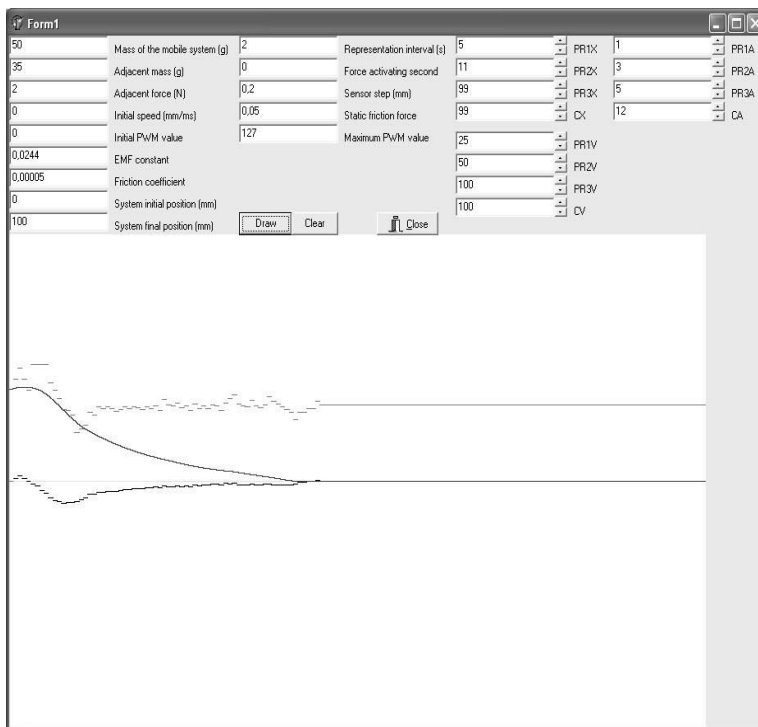 Form1
50 Mass of the mobile system (g) 2 Representation interval (s) 5 PR1X 1 PR1A
35 Adjacent mass (g) 0 Force activating second 11 PR2X 3 PR2A
2 Adjacent force (N) 0,2 Sensor step (mm) 99 PR3X 5 PR3A
0 Initial speed (mm/ms) 0,05 Static friction force 99 CX 12 CA
0 Initial PWM value 127 Maximum PWM value 25 PR1V
0,0244 EMF constant 50 PR2V
0,00005 Friction coefficient 100 PR3V
0 System initial position (mm) 100 CV
100 System final position (mm) Draw Clear Close